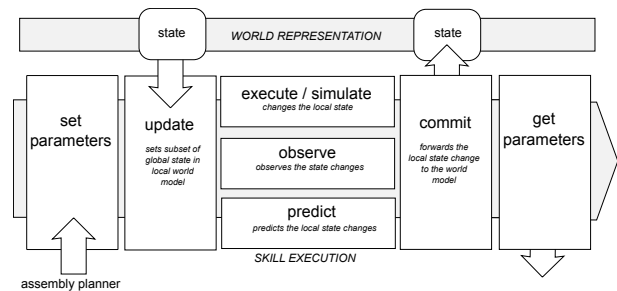 state
WORLD REPRESENTATION
state
set
parameters
update
sets subset of
global state in
local world
model
execute / simulate
changes the local state
observe
observes the state changes
predict
predicts the local state changes
commit
forwards the
local state change
to the world
model
get
parameters
SKILL EXECUTION
assembly planner